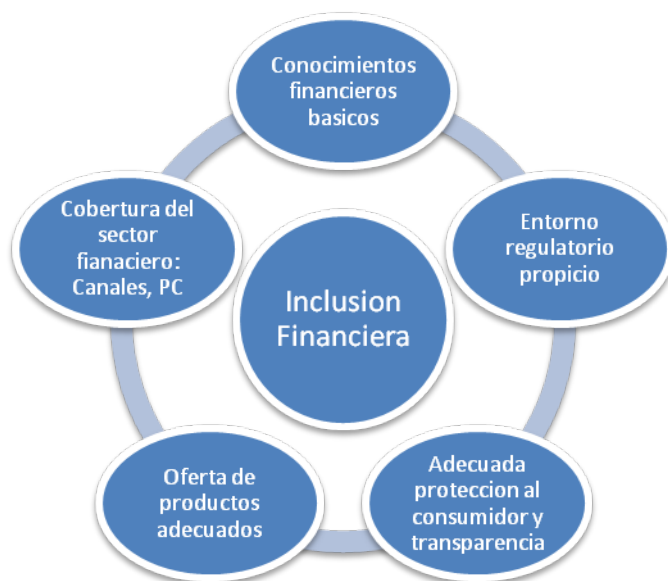 Conocimientos
financieros
basicos
Entorno
regulatorio
propicio
Adecuada
proteccion al
consumidor y
transparencia
Oferta de
productos
adecuados
Cobertura del
sector
fianaciero:
Canales, PC
Inclusion
Financiera